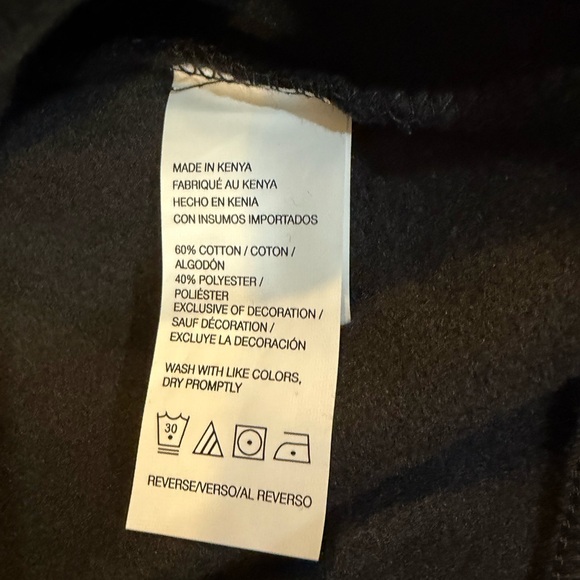 MADE IN KENYA
FABRIQUÉ AU KENYA
HECHO EN KENIA
CON INSUMOS IMPORTADOS
60% COTTON / COTON /
ALGODÓN
40% POLYESTER /
POLIÉSTER
EXCLUSIVE OF DECORATION /
SAUF DÉCORATION /
EXCLUYE LA DECORACIÓN
WASH WITH LIKE COLORS,
DRY PROMPTLY
30
REVERSE/VERSO/AL REVERSO